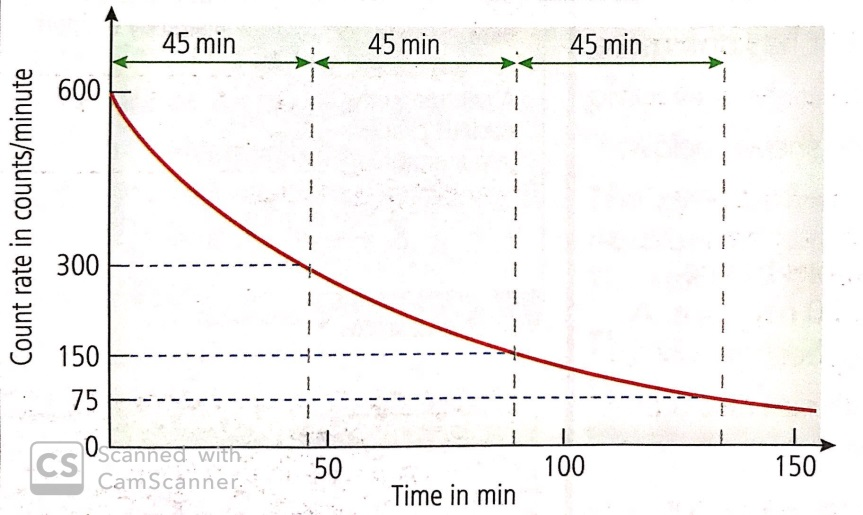 45 min 45 min 45 min
600
300
150
75
0
Count rate in counts/minute
50 100 150
Time in min
CS Scanned with
CamScanner